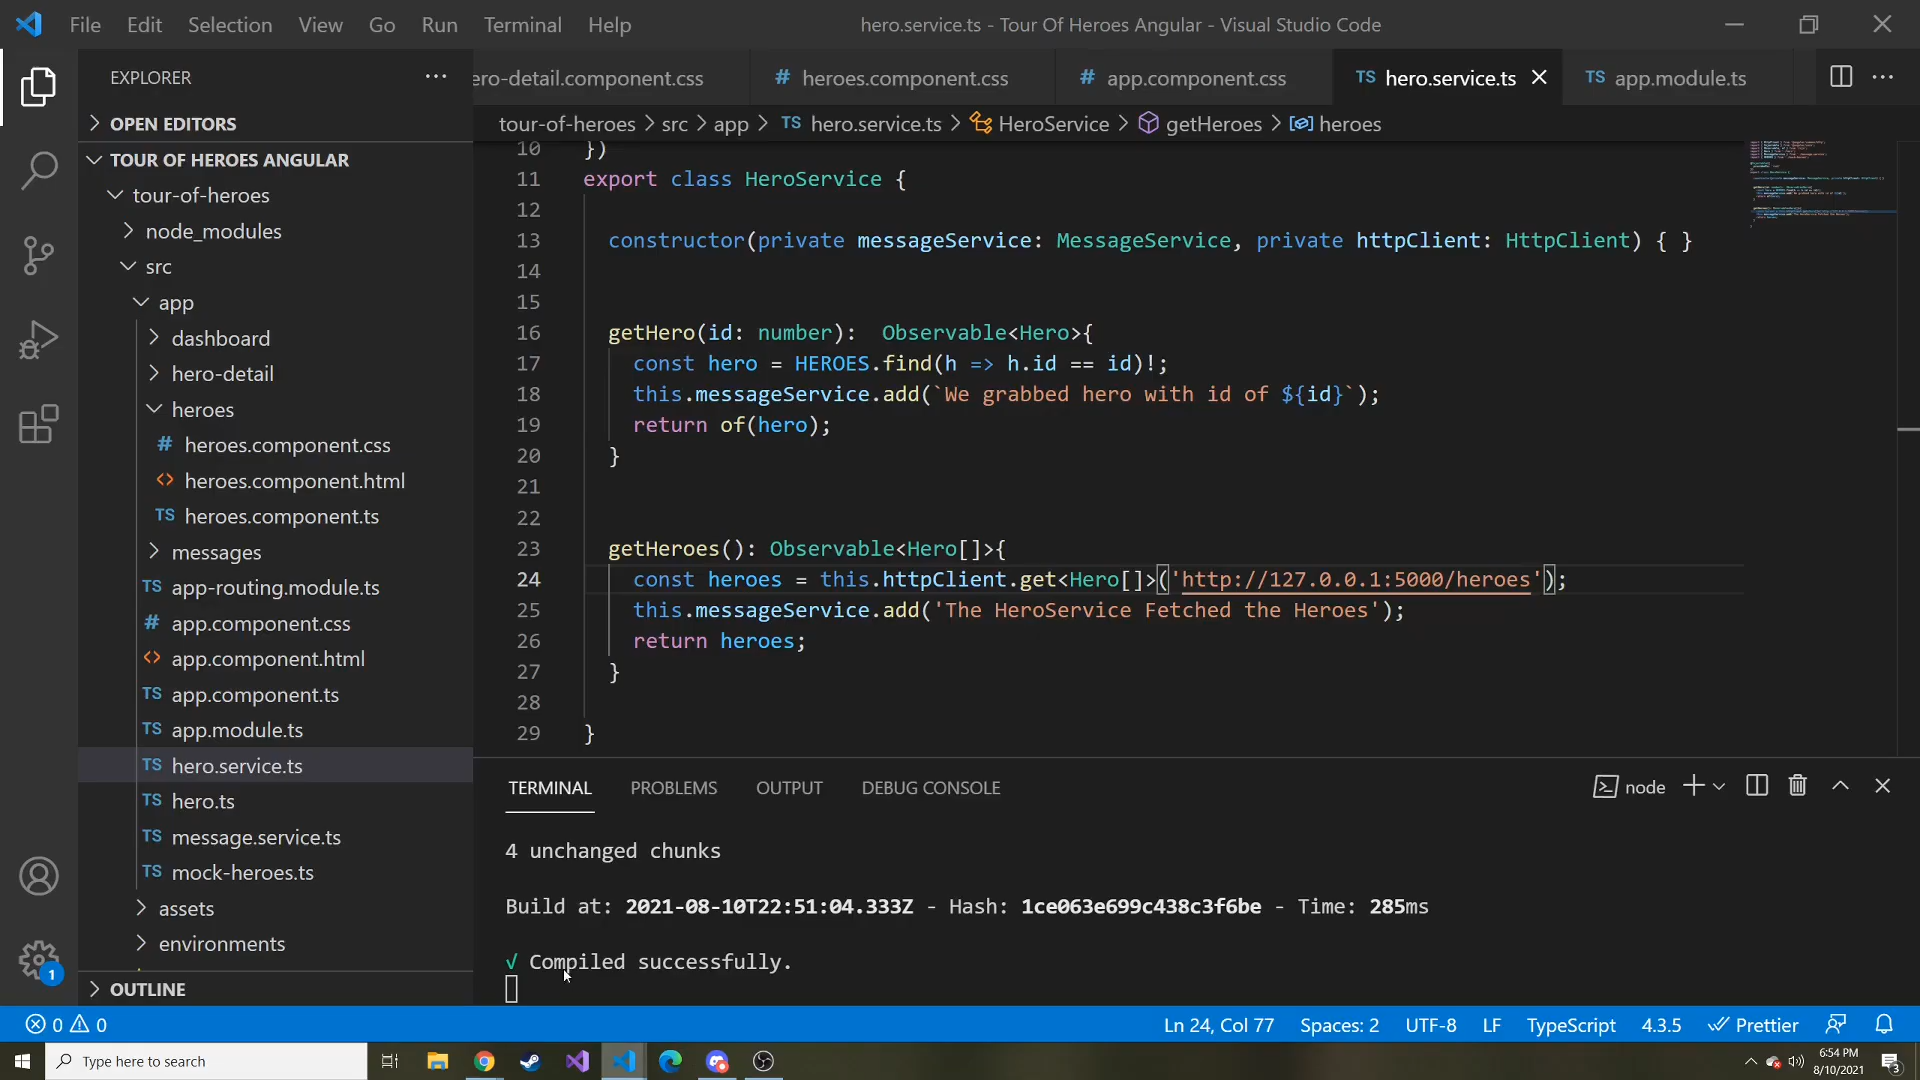 File Edit Selection View Go Run Terminal Help
hero.service.ts - Tour Of Heroes Angular - Visual Studio Code
EXPLORER
OPEN EDITORS
TOUR OF HEROES ANGULAR
tour-of-heroes
node_modules
src
app
dashboard
hero-detail
heroes
# heroes.component.css
<> heroes.component.html
TS heroes.component.ts
messages
TS app-routing.module.ts
# app.component.css
<> app.component.html
TS app.component.ts
TS app.module.ts
TS hero.service.ts
TS hero.ts
TS message.service.ts
TS mock-heroes.ts
assets
environments
OUTLINE
1
ero-detail.component.css # heroes.component.css # app.component.css TS hero.service.ts TS app.module.ts
tour-of-heroes > src > app > TS hero.service.ts > HeroService > getHeroes > heroes
10 })
11 export class HeroService {
12
13 constructor(private messageService: MessageService, private httpClient: HttpClient) { }
14
15
16 getHero(id: number):  Observable<Hero>{
17 const hero = HEROES.find(h => h.id == id)!;
18 this.messageService.add(`We grabbed hero with id of ${id}`);
19 return of(hero);
20 }
21
22
23 getHeroes(): Observable<Hero[]>{
24 const heroes = this.httpClient.get<Hero[]>('http://127.0.0.1:5000/heroes');
25 this.messageService.add('The HeroService Fetched the Heroes');
26 return heroes;
27 }
28
29 }
TERMINAL PROBLEMS OUTPUT DEBUG CONSOLE
node
4 unchanged chunks
Build at: 2021-08-10T22:51:04.333Z - Hash: 1ce063e699c438c3f6be - Time: 285ms
√ Compiled successfully.
0 0
Ln 24, Col 77 Spaces: 2 UTF-8 LF TypeScript 4.3.5 Prettier
Type here to search
6:54 PM
8/10/2021
3